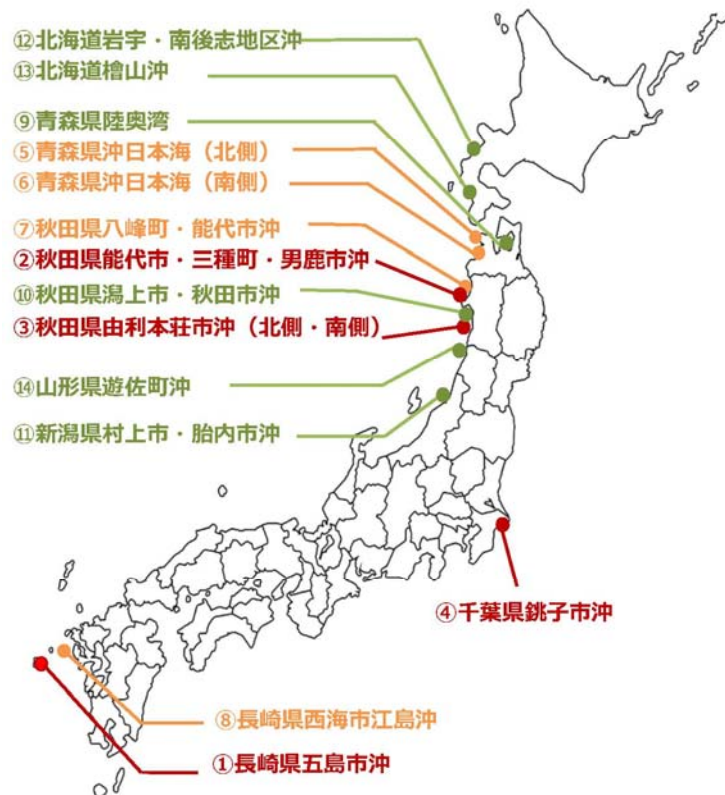 ⑫北海道岩宇・南後志地区沖
⑬北海道檜山沖
⑨青森県陸奥湾
⑤青森県沖日本海（北側）
⑥青森県沖日本海（南側）
⑦秋田県八峰町・能代市沖
②秋田県能代市・三種町・男鹿市沖
⑩秋田県潟上市・秋田市沖
③秋田県由利本荘市沖（北側・南側）
⑭山形県遊佐町沖
⑪新潟県村上市・胎内市沖
④千葉県銚子市沖
⑧長崎県西海市江島沖
①長崎県五島市沖